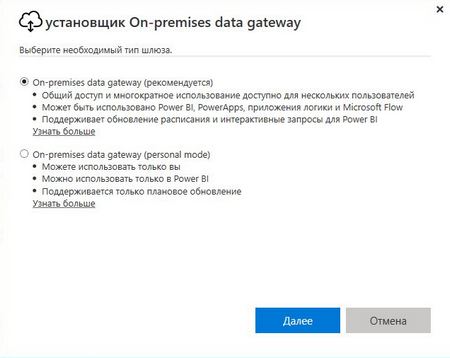 установщик On-premises data gateway
Выберите необходимый тип шлюза.
On-premises data gateway (рекомендуется)
• Общий доступ и многократное использование доступно для нескольких пользователей
• Может быть использовано Power BI, PowerApps, приложения логики и Microsoft Flow
• Поддерживает обновление расписания и интерактивные запросы для Power BI
Узнать больше
On-premises data gateway (personal mode)
• Можете использовать только вы
• Можно использовать только в Power BI
• Поддерживается только плановое обновление
Узнать больше
Далее
Отмена